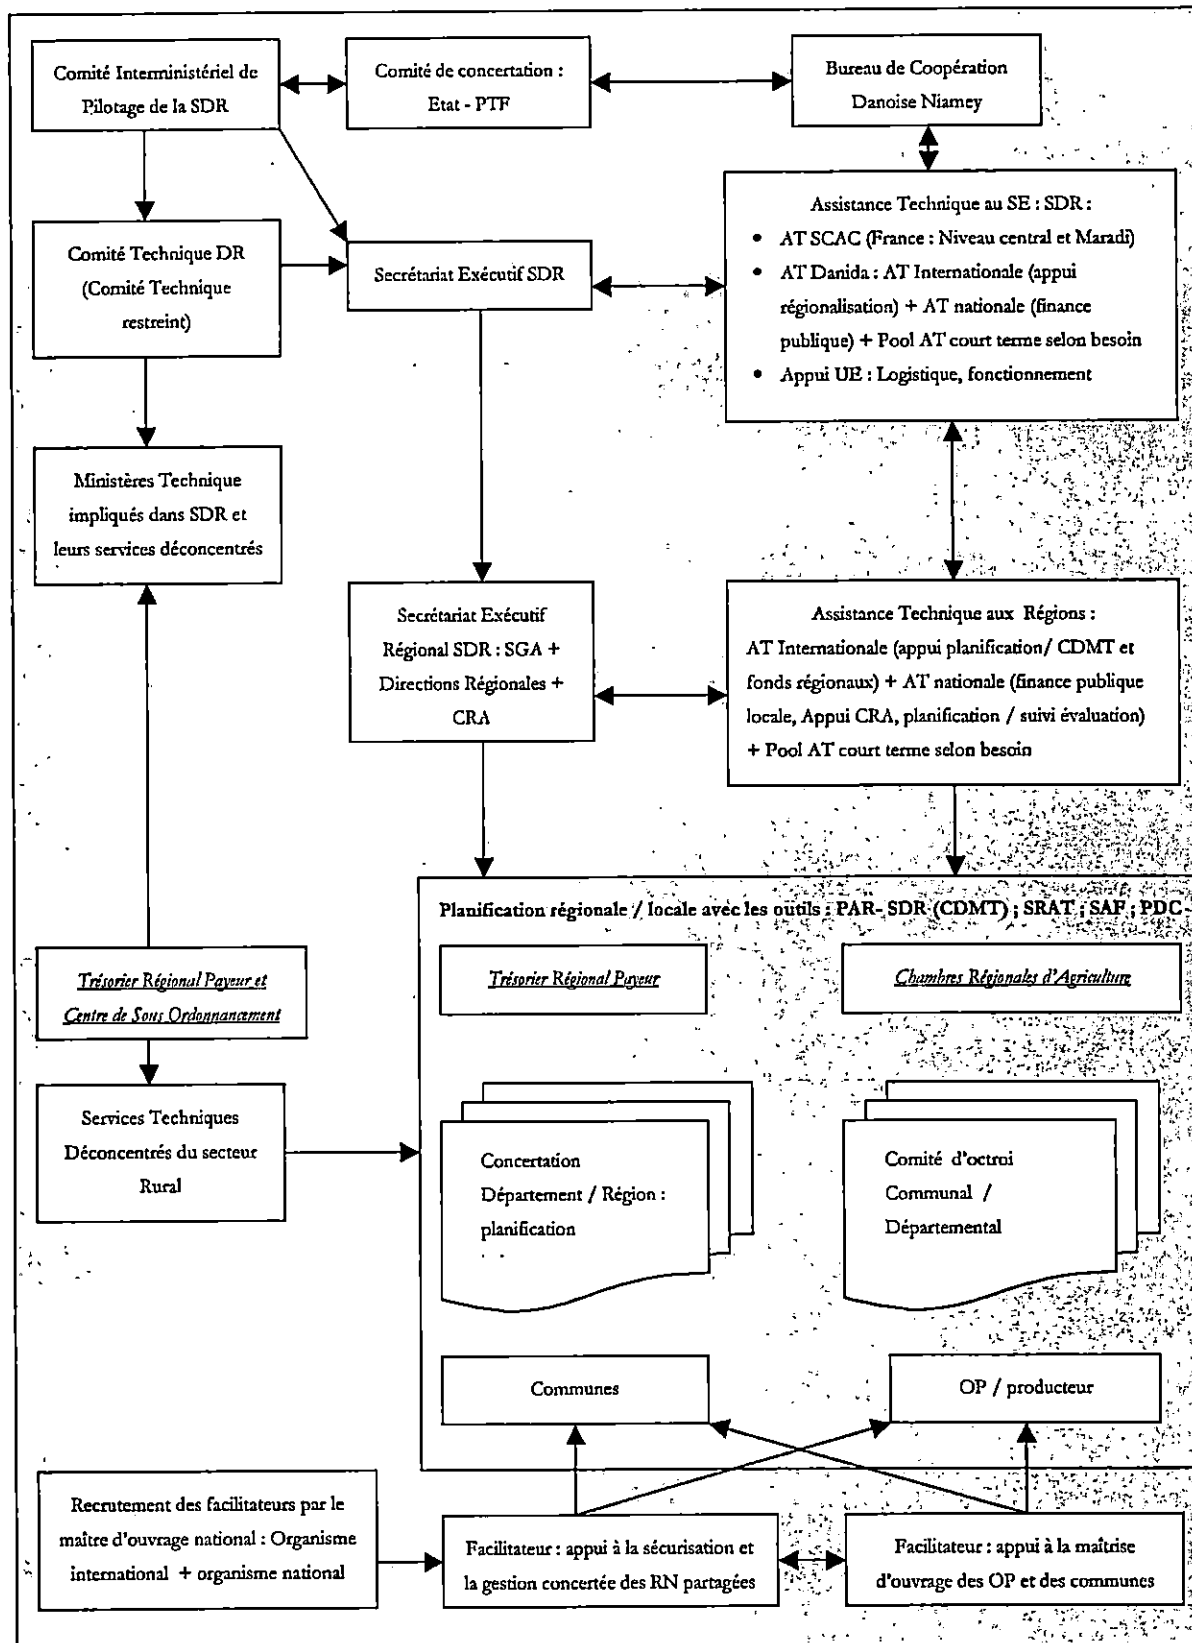 Comité Interministériel de
Pilotage de la SDR
Comité de concertation :
Etat - PTF
Bureau de Coopération
Danoise Niamey
Comité Technique DR
(Comité Technique
restreint)
Secrétariat Exécutif SDR
Assistance Technique au SE : SDR :
• AT SCAC (France : Niveau central et Maradi)
• AT Danida : AT Internationale (appui
régionalisation) + AT nationale (finance
publique) + Pool AT court terme selon besoin
• Appui UE : Logistique, fonctionnement
Ministères Technique
impliqués dans SDR et
leurs services déconcentrés
Secrétariat Exécutif
Régional SDR : SGA +
Directions Régionales +
CRA
Assistance Technique aux Régions :
AT Internationale (appui planification/ CDMT et
fonds régionaux) + AT nationale (finance publique
locale, Appui CRA, planification / suivi évaluation)
+ Pool AT court terme selon besoin
Planification régionale / locale avec les outils : PAR- SDR (CDMT) ; SRAT ; SAF ; PDC
Trésorier Régional Payeur et
Centre de Sous Ordonnancement
Trésorier Régional Payeur
Chambres Régionales d'Agriculture
Services Techniques
Déconcentrés du secteur
Rural
Concertation
Département / Région :
planification
Comité d'octroi
Communal /
Départemental
Communes
OP / producteur
Recrutement des facilitateurs par le
maître d'ouvrage national : Organisme
international + organisme national
Facilitateur : appui à la sécurisation et
la gestion concertée des RN partagées
Facilitateur : appui à la maîtrise
d'ouvrage des OP et des communes